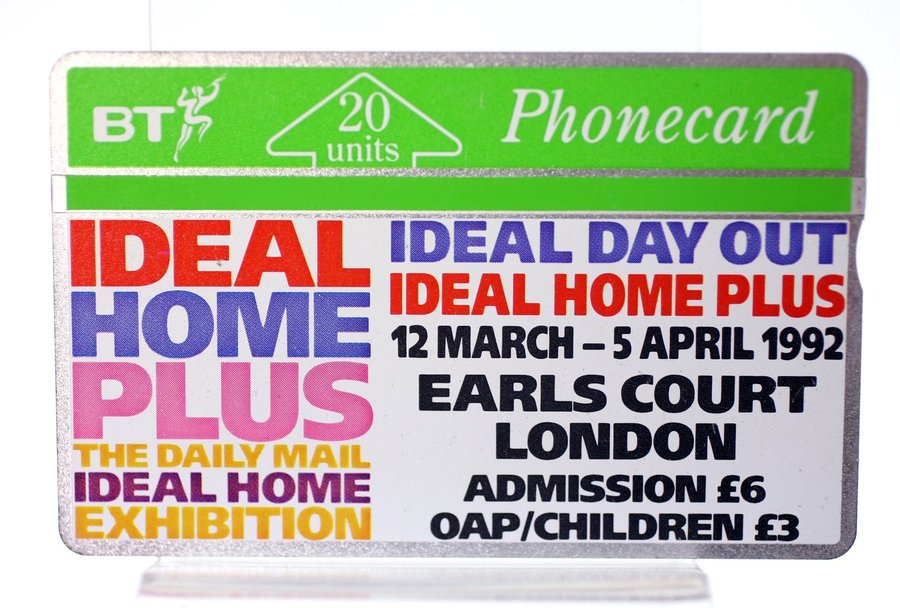 BT
20
units
Phonecard
IDEAL
HOME
PLUS
THE DAILY MAIL
IDEAL HOME
EXHIBITION
IDEAL DAY OUT
IDEAL HOME PLUS
12 MARCH – 5 APRIL 1992
EARLS COURT
LONDON
ADMISSION £6
OAP/CHILDREN £3